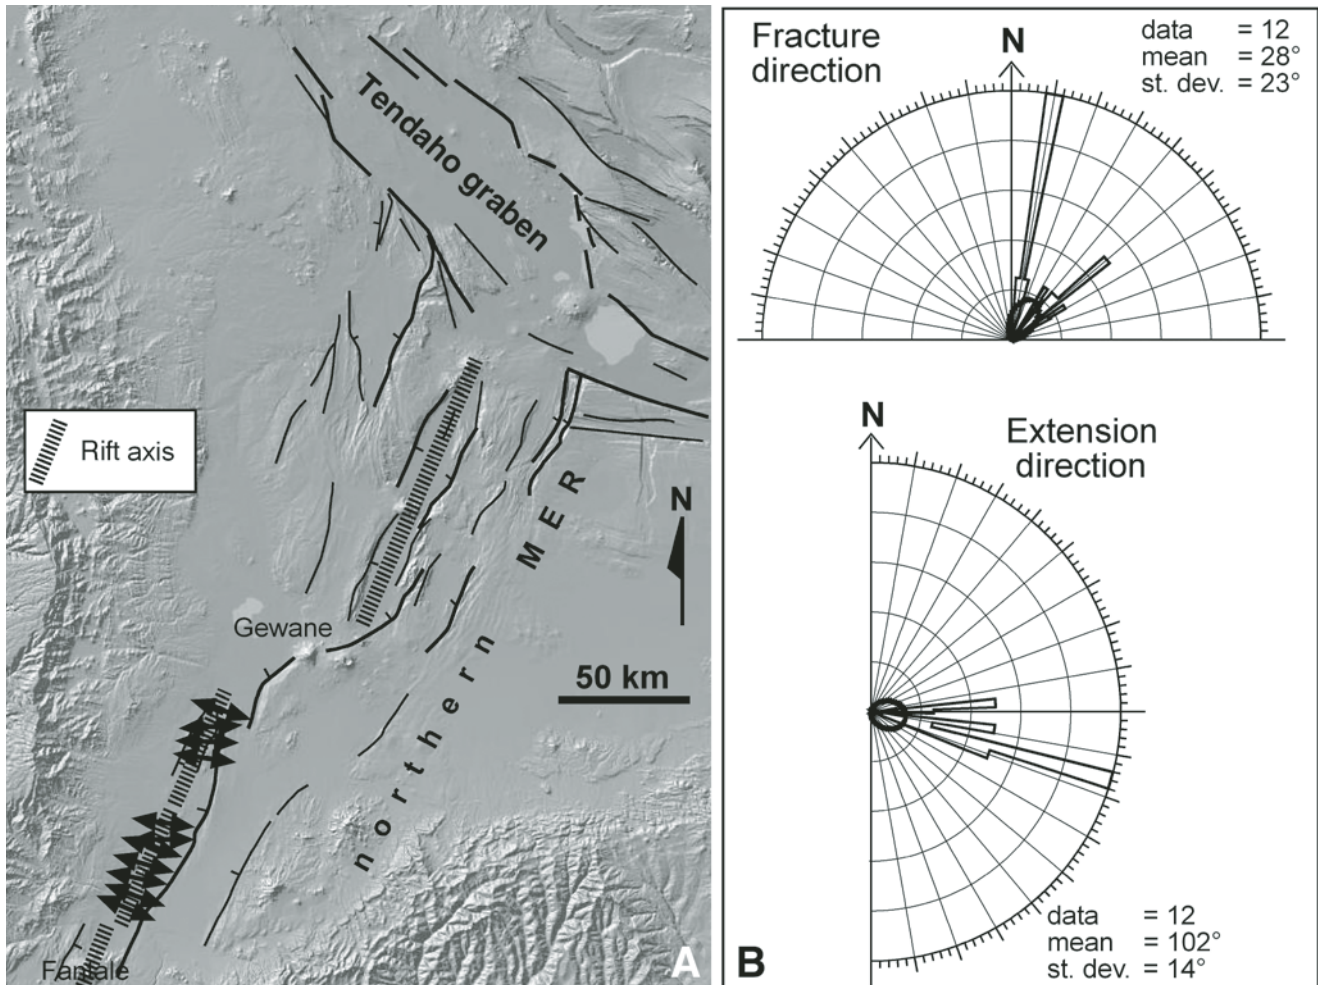 Tendaho graben
Rift axis
N
M E R
Gewane
50 km
northern
Fantale
A
Fracture
direction
N
data = 12
mean = 28°
st. dev. = 23°
N
Extension
direction
data = 12
mean = 102°
st. dev. = 14°
B